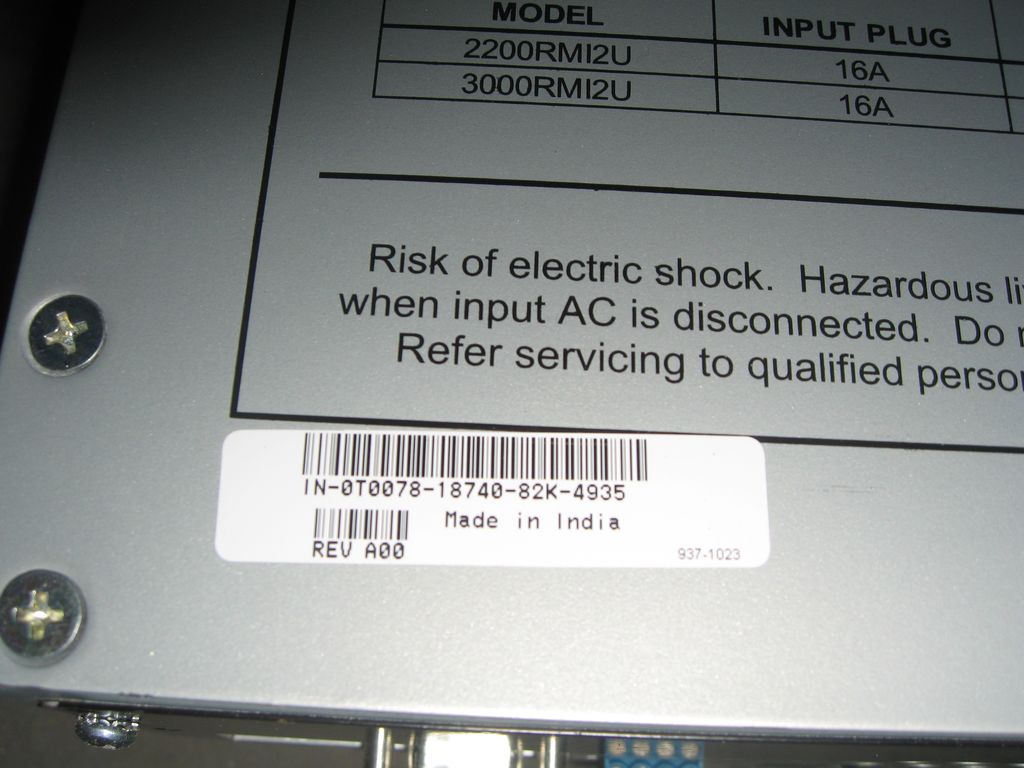 MODEL INPUT PLUG
2200RMI2U 16A
3000RMI2U 16A
Risk of electric shock. Hazardous
when input AC is disconnected. Do
Refer servicing to qualified
IN-0T0078-18740-82K-4935
Made in India
REV A00
937-1023